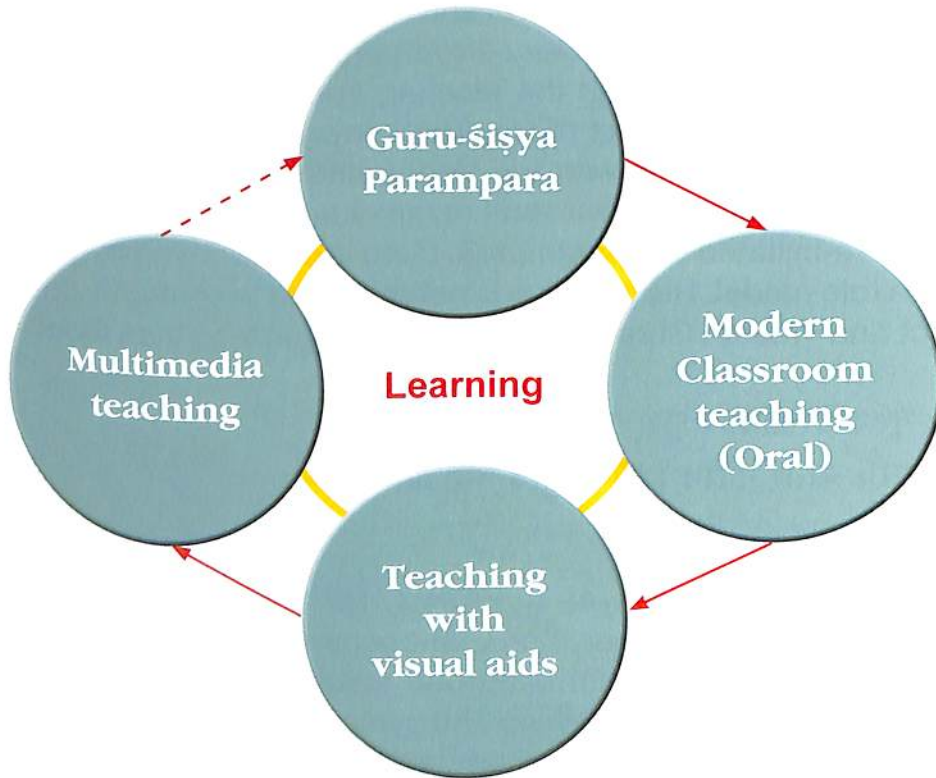 Guru-śiṣya
Parampara
Modern
Classroom
teaching
(Oral)
Teaching
with
visual aids
Multimedia
teaching
Learning